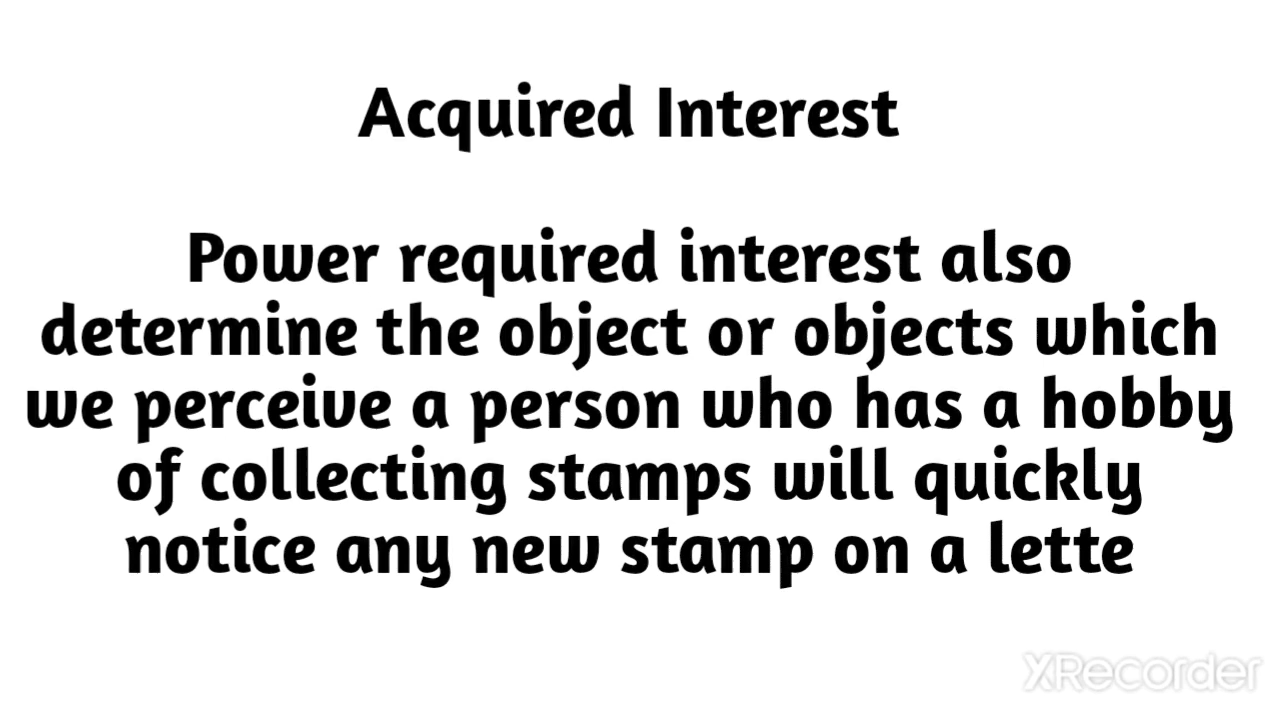 Acquired Interest
Power required interest also
determine the object or objects which
we perceive a person who has a hobby
of collecting stamps will quickly
notice any new stamp on a lette
XRecorder